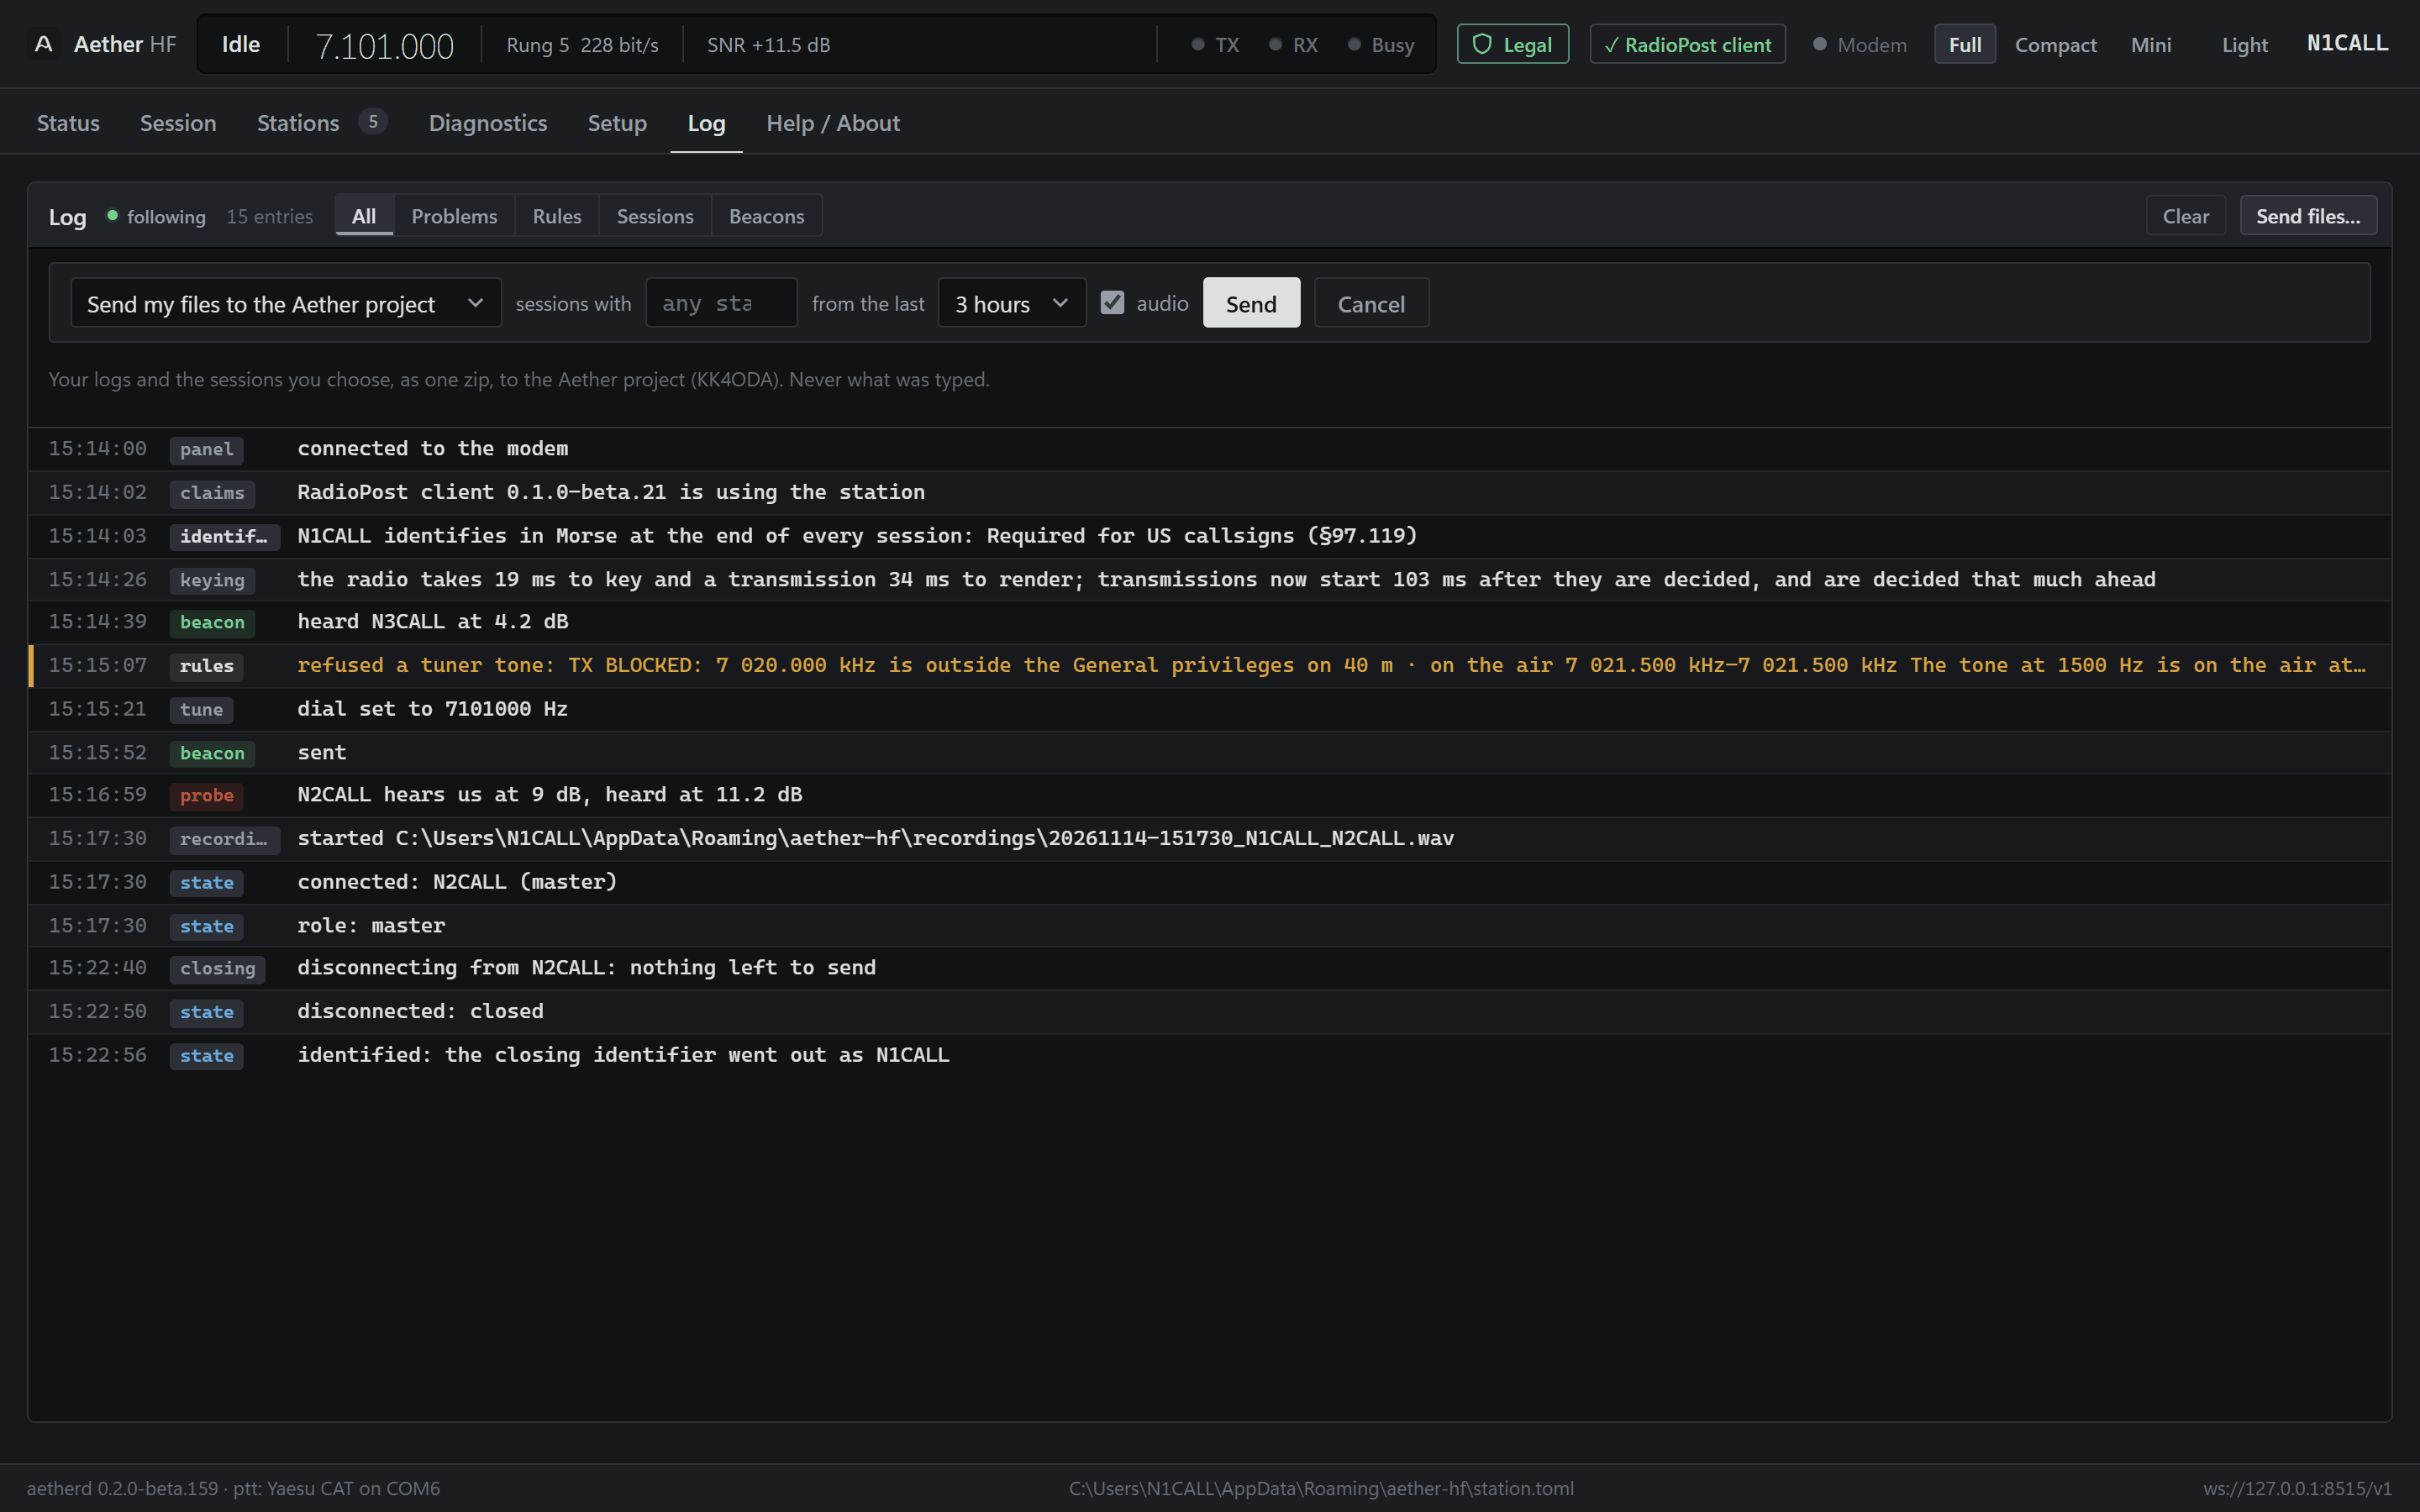 Aether HF Idle 7.101.000 Rung 5 228 bit/s SNR +11.5 dB TX RX Busy Legal ✓ RadioPost client Modem Full Compact Mini Light N1CALL
Status Session Stations 5 Diagnostics Setup Log Help / About
Log following 15 entries All Problems Rules Sessions Beacons Clear Send files...
Send my files to the Aether project sessions with any sta from the last 3 hours audio Send Cancel
Your logs and the sessions you choose, as one zip, to the Aether project (KK4ODA). Never what was typed.
15:14:00 panel connected to the modem
15:14:02 claims RadioPost client 0.1.0-beta.21 is using the station
15:14:03 identif… N1CALL identifies in Morse at the end of every session: Required for US callsigns (§97.119)
15:14:26 keying the radio takes 19 ms to key and a transmission 34 ms to render; transmissions now start 103 ms after they are decided, and are decided that much ahead
15:14:39 beacon heard N3CALL at 4.2 dB
15:15:07 rules refused a tuner tone: TX BLOCKED: 7 020.000 kHz is outside the General privileges on 40 m · on the air 7 021.500 kHz–7 021.500 kHz The tone at 1500 Hz is on the air at…
15:15:21 tune dial set to 7101000 Hz
15:15:52 beacon sent
15:16:59 probe N2CALL hears us at 9 dB, heard at 11.2 dB
15:17:30 recordi… started C:\Users\N1CALL\AppData\Roaming\aether-hf\recordings\20261114-151730_N1CALL_N2CALL.wav
15:17:30 state connected: N2CALL (master)
15:17:30 state role: master
15:22:40 closing disconnecting from N2CALL: nothing left to send
15:22:50 state disconnected: closed
15:22:56 state identified: the closing identifier went out as N1CALL
aetherd 0.2.0-beta.159 · ptt: Yaesu CAT on COM6 C:\Users\N1CALL\AppData\Roaming\aether-hf\station.toml ws://127.0.0.1:8515/v1